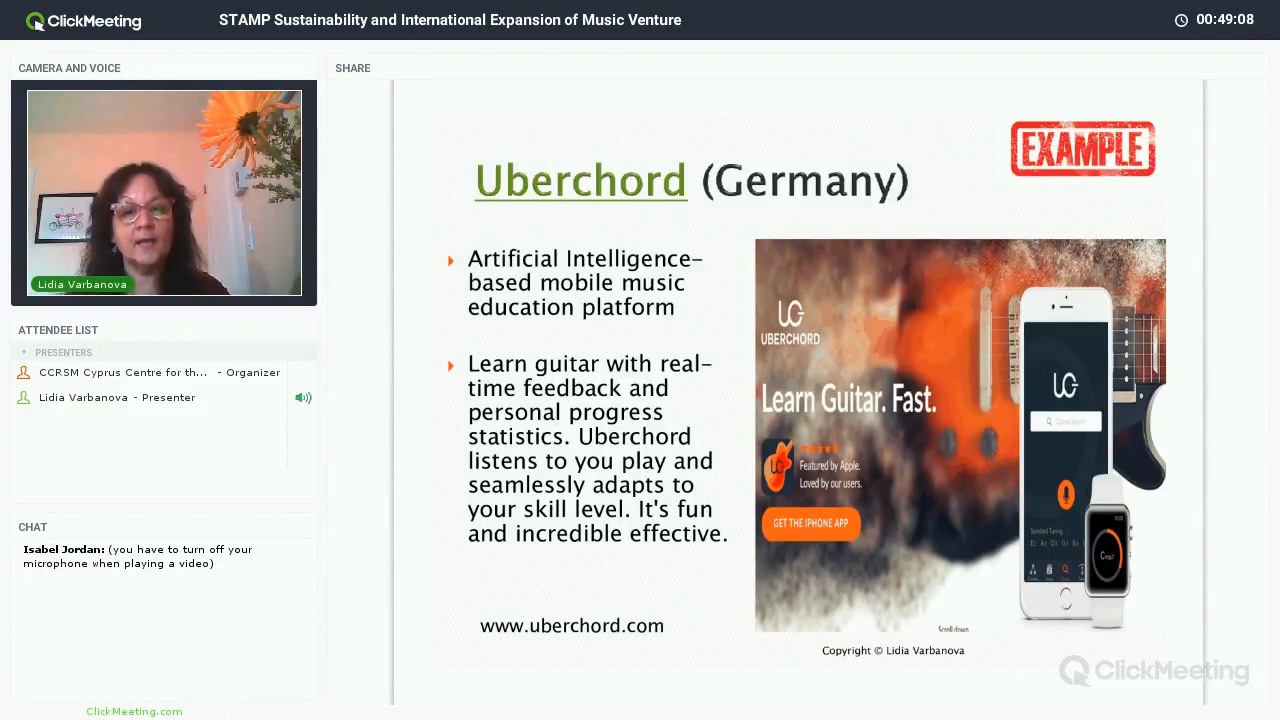 ClickMeeting
STAMP Sustainability and International Expansion of Music Venture
00:49:08
CAMERA AND VOICE
Lidia Varbanova
ATTENDEE LIST
PRESENTERS
CCRSM Cyprus Centre for th... - Organizer
Lidia Varbanova - Presenter
CHAT
Isabel Jordan: (you have to turn off your
microphone when playing a video)
ClickMeeting.com
SHARE
EXAMPLE
Uberchord (Germany)
Artificial Intelligence-
based mobile music
education platform
Learn guitar with real-
time feedback and
personal progress
statistics. Uberchord
listens to you play and
seamlessly adapts to
your skill level. It's fun
and incredible effective.
www.uberchord.com
UBERCHORD
Learn Guitar. Fast.
Featured by Apple.
Loved by our users.
GET THE IPHONE APP
Standard Tuning
Scroll down
Copyright © Lidia Varbanova
ClickMeeting